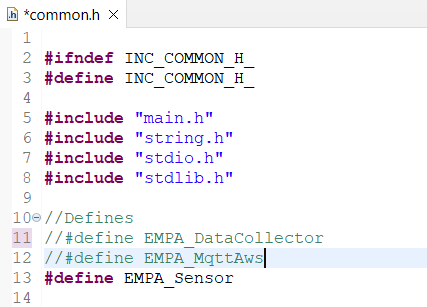 *common.h
1
2 #ifndef INC_COMMON_H_
3 #define INC_COMMON_H_
4
5 #include "main.h"
6 #include "string.h"
7 #include "stdio.h"
8 #include "stdlib.h"
9
10 //Defines
11 //#define EMPA_DataCollector
12 //#define EMPA_MqttAws
13 #define EMPA_Sensor
14